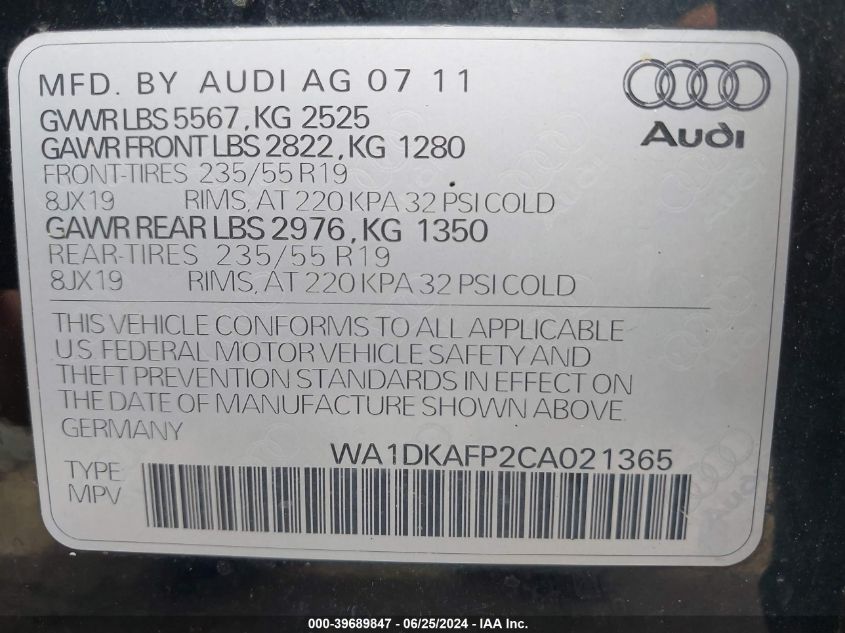 MFD. BY AUDI AG 07 11
GVWR LBS 5567, KG 2525
GAWR FRONT LBS 2822, KG 1280
FRONT-TIRES 235/55 R19
8JX19 RIMS, AT 220 KPA 32 PSI COLD
GAWR REAR LBS 2976, KG 1350
REAR-TIRES 235/55 R19
8JX19 RIMS, AT 220 KPA 32 PSI COLD
Audi
THIS VEHICLE CONFORMS TO ALL APPLICABLE
U.S. FEDERAL MOTOR VEHICLE SAFETY AND
THEFT PREVENTION STANDARDS IN EFFECT ON
THE DATE OF MANUFACTURE SHOWN ABOVE.
GERMANY
WA1DKAFP2CA021365
TYPE
MPV
Audi
000-39689847 - 06/25/2024 - IAA Inc.